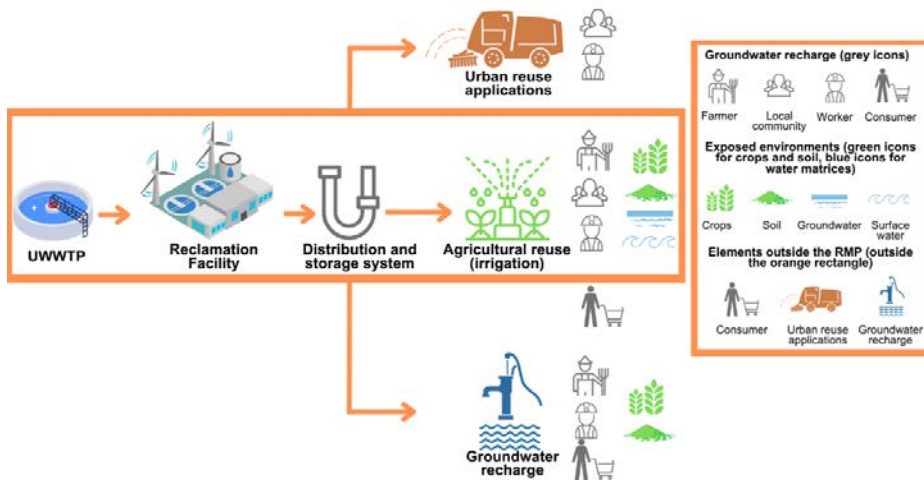 Urban reuse
applications
UWWTP
Reclamation
Facility
Distribution and
storage system
Agricultural reuse
(irrigation)
Groundwater
recharge
Groundwater recharge (grey icons)
Farmer
Local
community
Worker
Consumer
Exposed environments (green icons
for crops and soil, blue icons for
water matrices)
Crops
Soil
Groundwater
Surface
water
Elements outside the RMP (outside
the orange rectangle)
Consumer
Urban reuse
applications
Groundwater
recharge